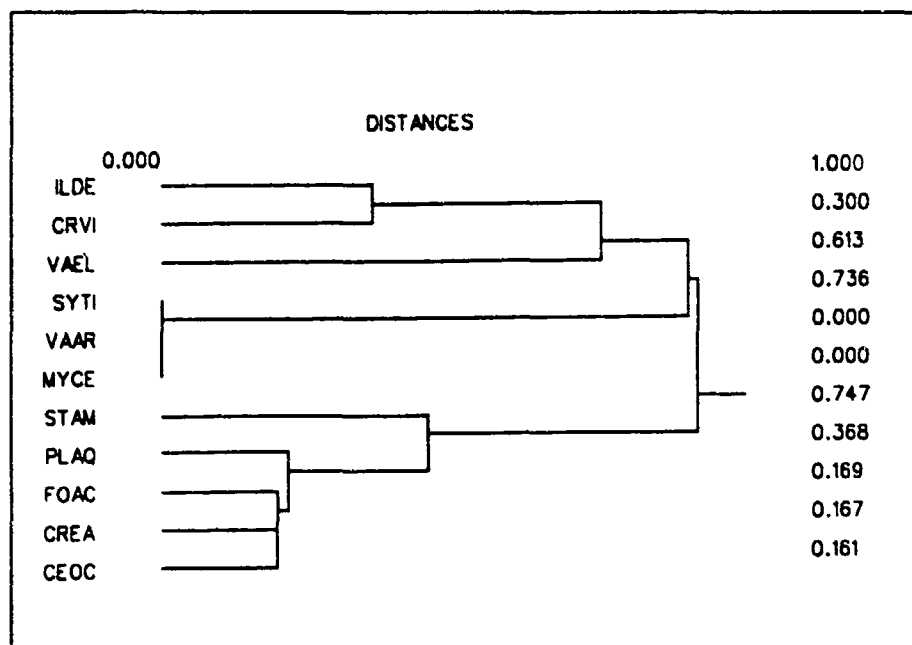 DISTANCES
0.000 1.000
ILDE
0.300
CRVI
0.613
VAEL
0.736
SYTI
0.000
VAAR
0.000
MYCE
0.747
STAM
0.368
PLAQ
0.169
FOAC
0.167
CREA
0.161
CEOC